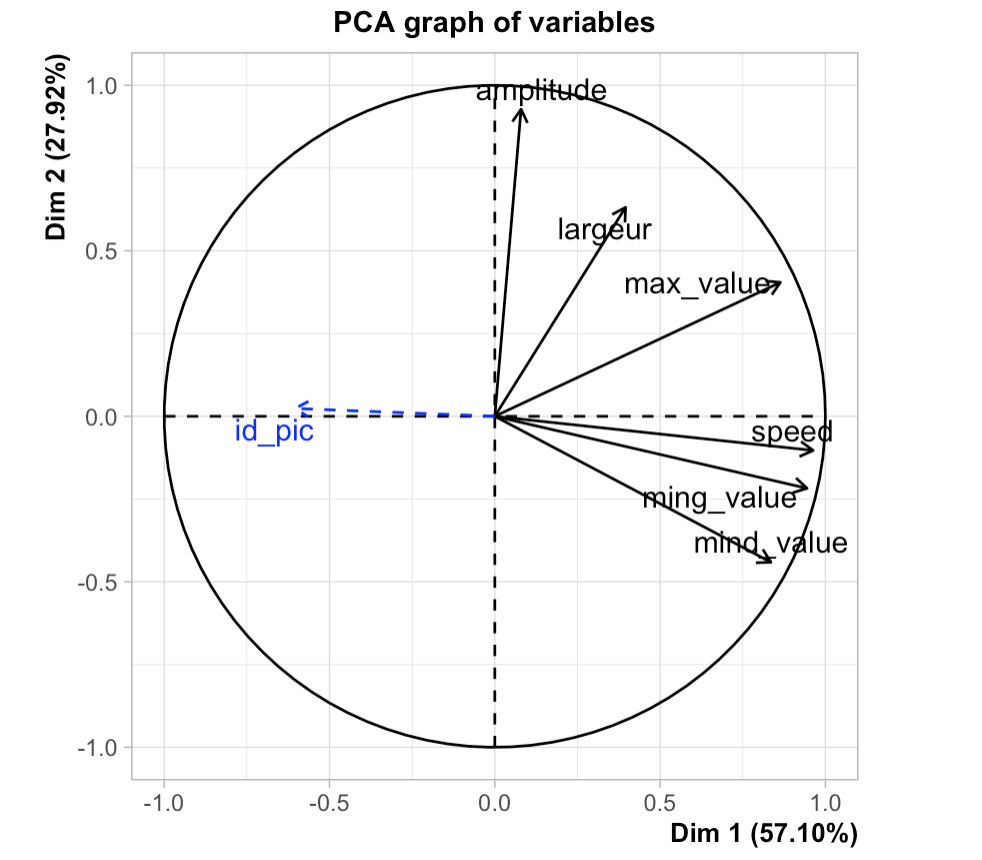 PCA graph of variables
Dim 2 (27.92%)
1.0
0.5
0.0
-0.5
-1.0
amplitude
largeur
max_value
speed
id_pic
ming_value
mind_value
-1.0
-0.5
0.0
0.5
1.0
Dim 1 (57.10%)